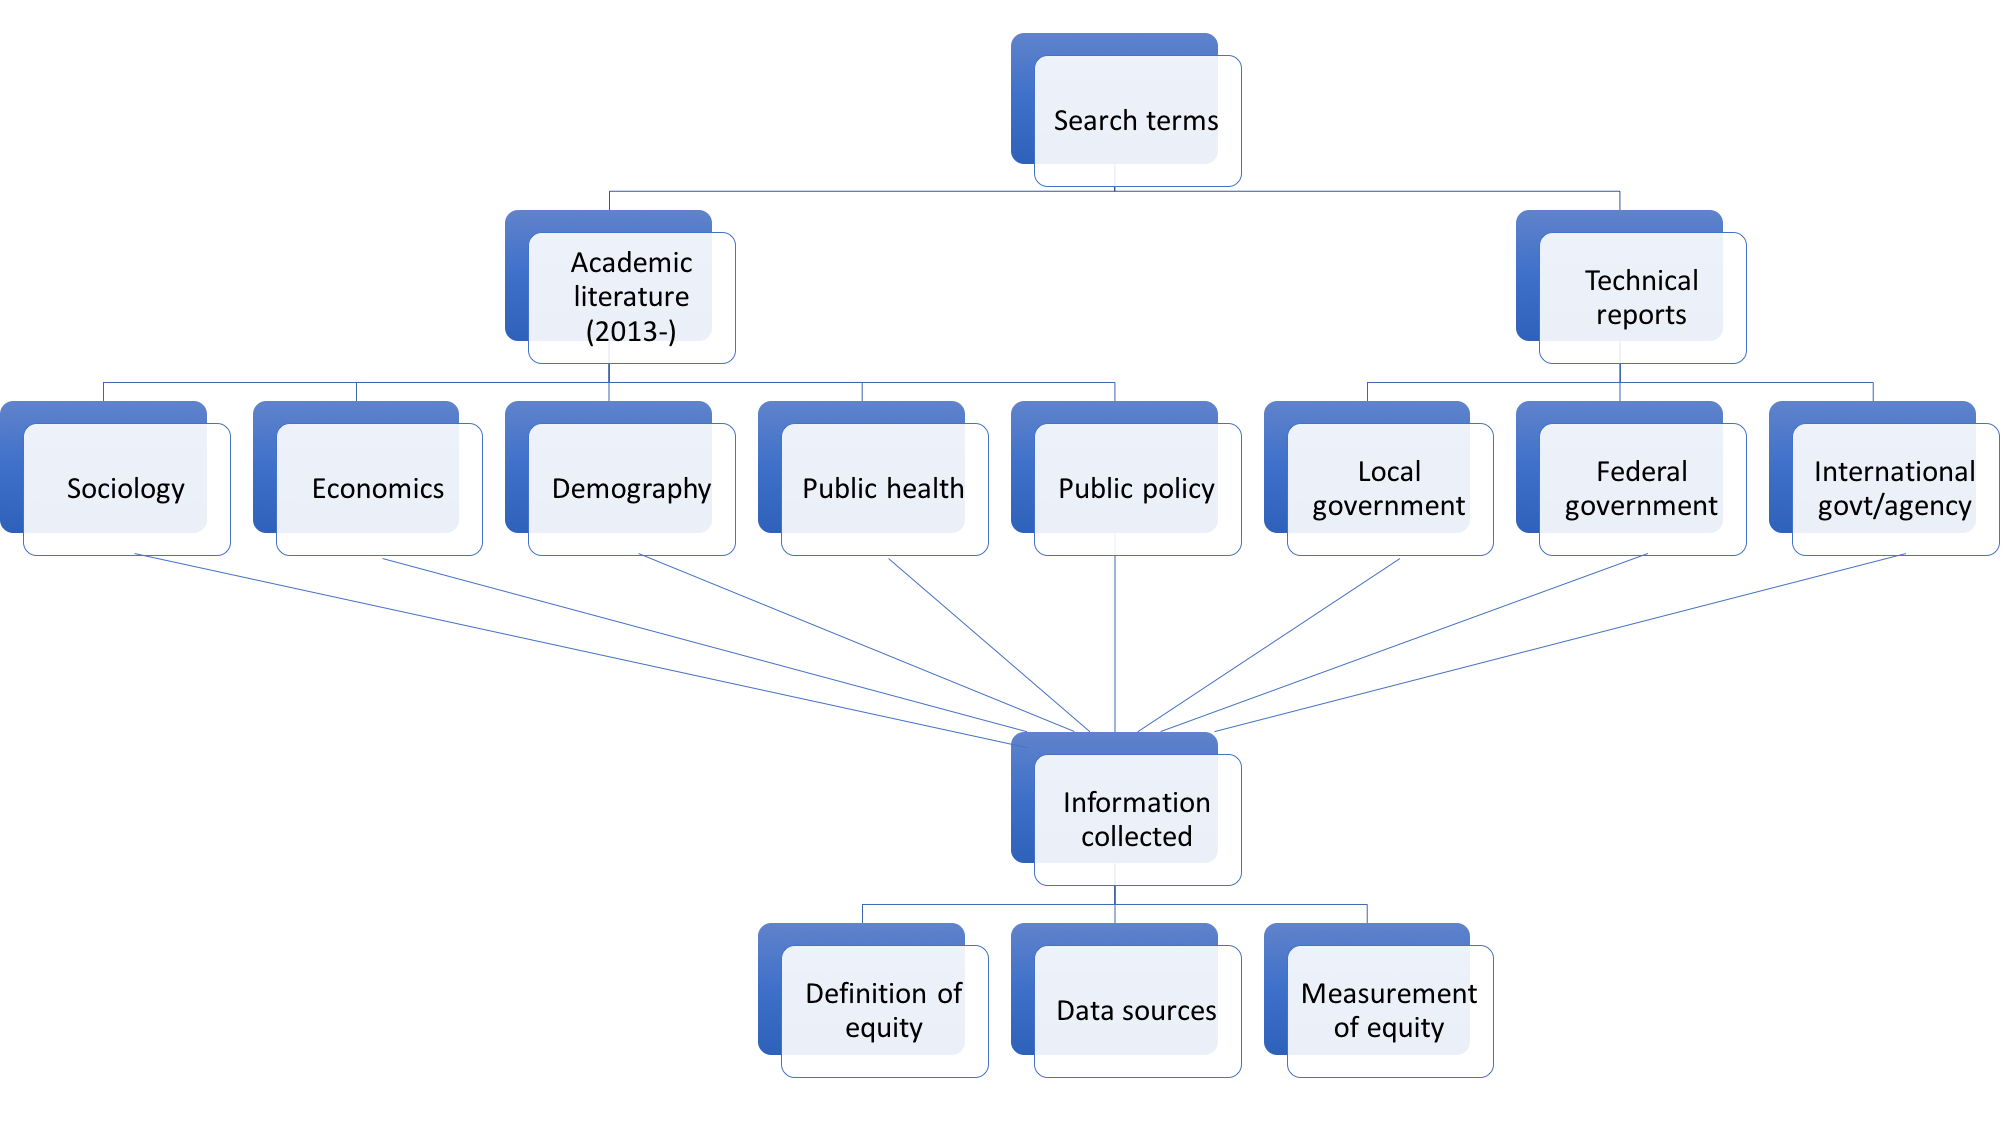 Search terms
Academic
literature
(2013-)
Technical
reports
Sociology
Economics
Demography
Public health
Public policy
Local
government
Federal
government
International
govt/agency
Information
collected
Definition of
equity
Data sources
Measurement
of equity